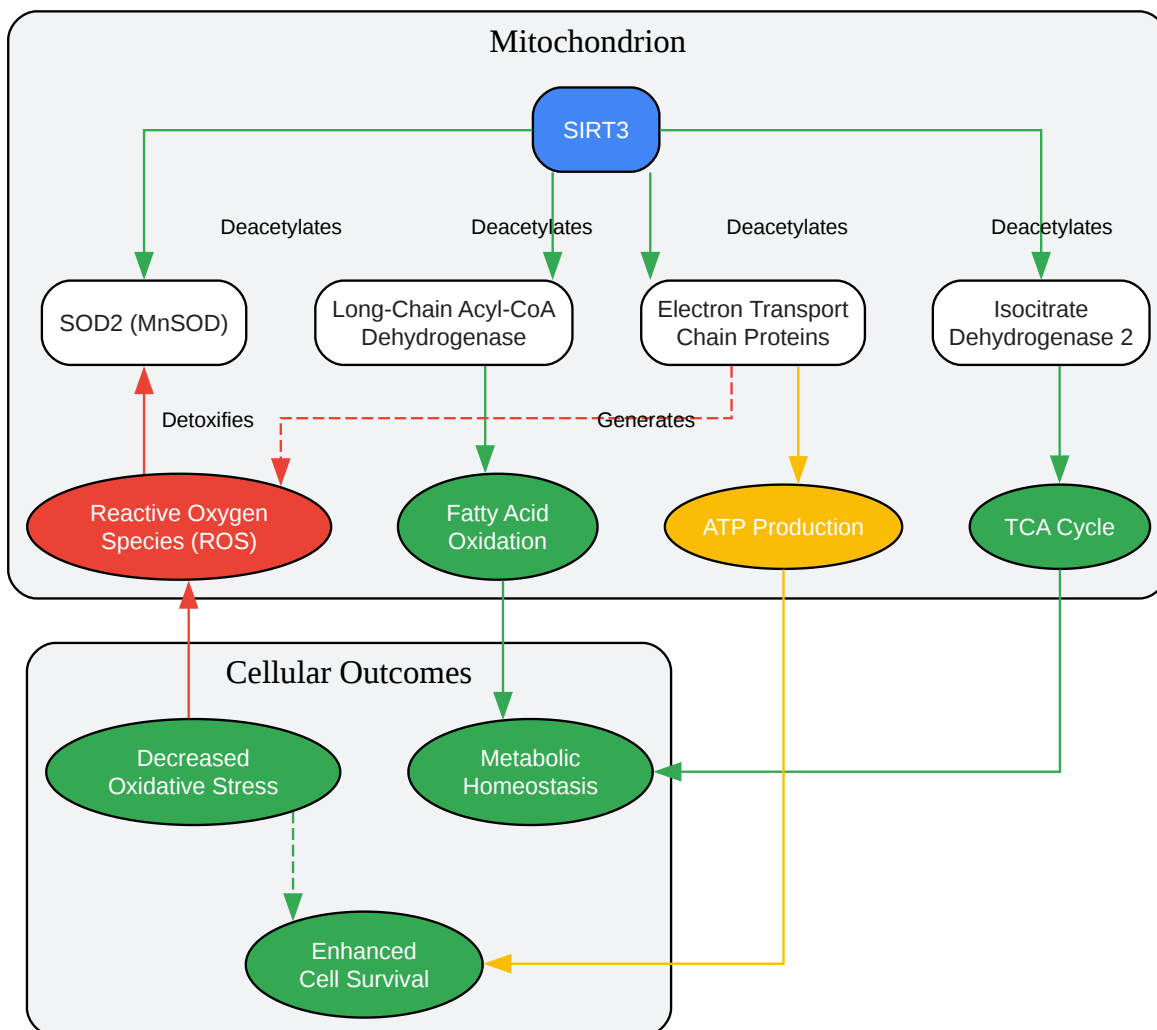 Mitochondrion
SIRT3
Deacetylates
Deacetylates
Deacetylates
Deacetylates
SOD2 (MnSOD)
Long-Chain Acyl-CoA
Dehydrogenase
Electron Transport
Chain Proteins
Isocitrate
Dehydrogenase 2
Detoxifies
Generates
Reactive Oxygen
Species (ROS)
Fatty Acid
Oxidation
ATP Production
TCA Cycle
Cellular Outcomes
Decreased
Oxidative Stress
Metabolic
Homeostasis
Enhanced
Cell Survival